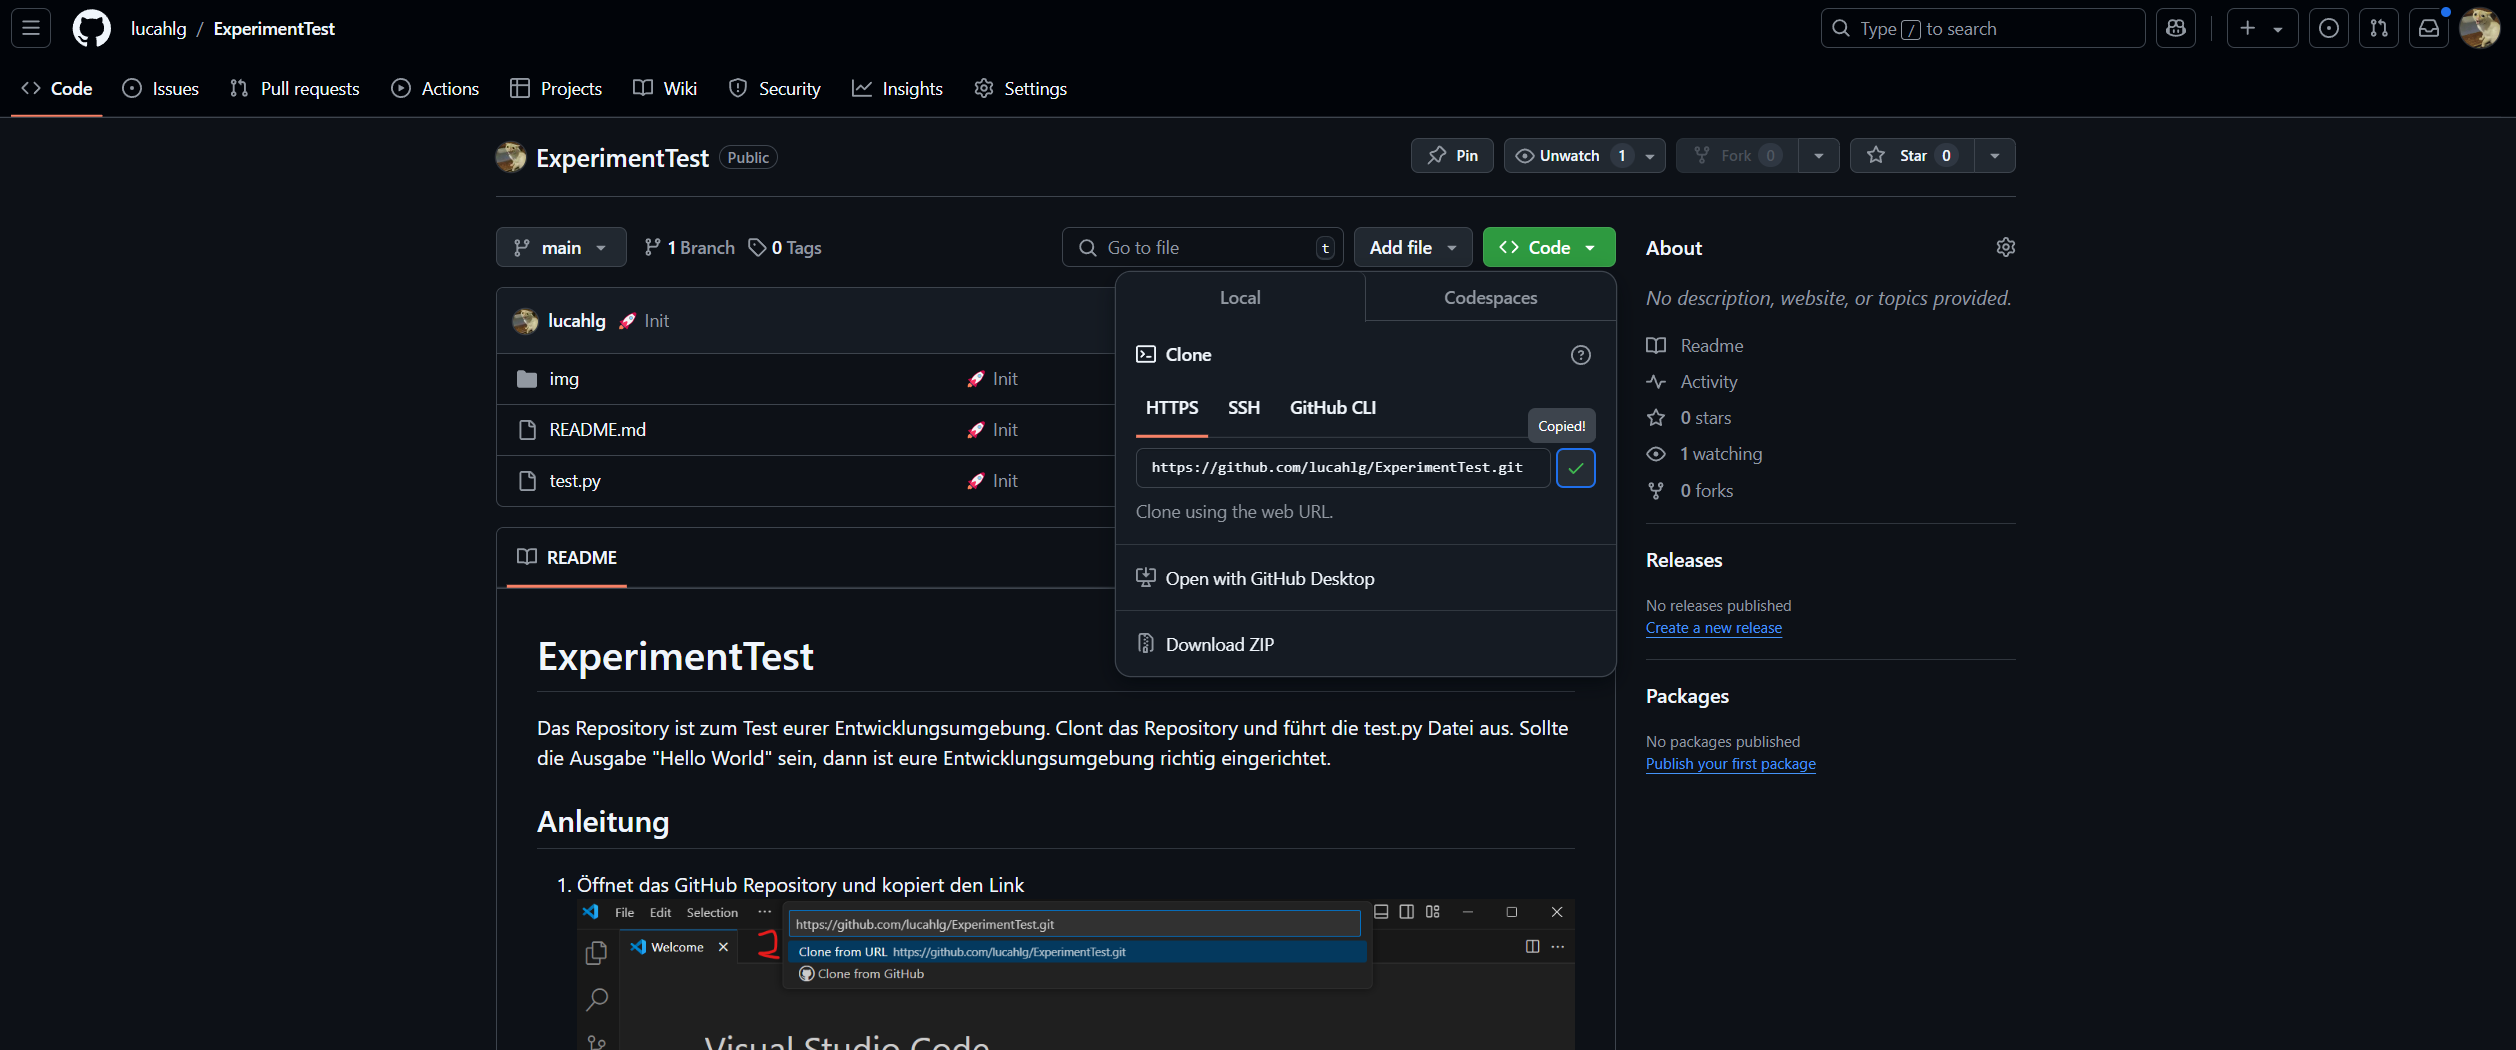 lucahlg / ExperimentTest
Type / to search
Code Issues Pull requests Actions Projects Wiki Security Insights Settings
ExperimentTest Public
Pin Unwatch 1 Fork 0 Star 0
main 1 Branch 0 Tags Go to file t Add file Code
lucahlg 🚀 Init
img 🚀 Init
README.md 🚀 Init
test.py 🚀 Init
Local Codespaces
Clone
HTTPS SSH GitHub CLI
Copied!
https://github.com/lucahlg/ExperimentTest.git
Clone using the web URL.
Open with GitHub Desktop
Download ZIP
About
No description, website, or topics provided.
Readme
Activity
0 stars
1 watching
0 forks
Releases
No releases published
Create a new release
Packages
No packages published
Publish your first package
README
ExperimentTest
Das Repository ist zum Test eurer Entwicklungsumgebung. Clont das Repository und führt die test.py Datei aus. Sollte
die Ausgabe "Hello World" sein, dann ist eure Entwicklungsumgebung richtig eingerichtet.
Anleitung
1. Öffnet das GitHub Repository und kopiert den Link
File Edit Selection ···
https://github.com/lucahlg/ExperimentTest.git
Welcome
2
Clone from URL https://github.com/lucahlg/ExperimentTest.git
Clone from GitHub
Visual Studio Code